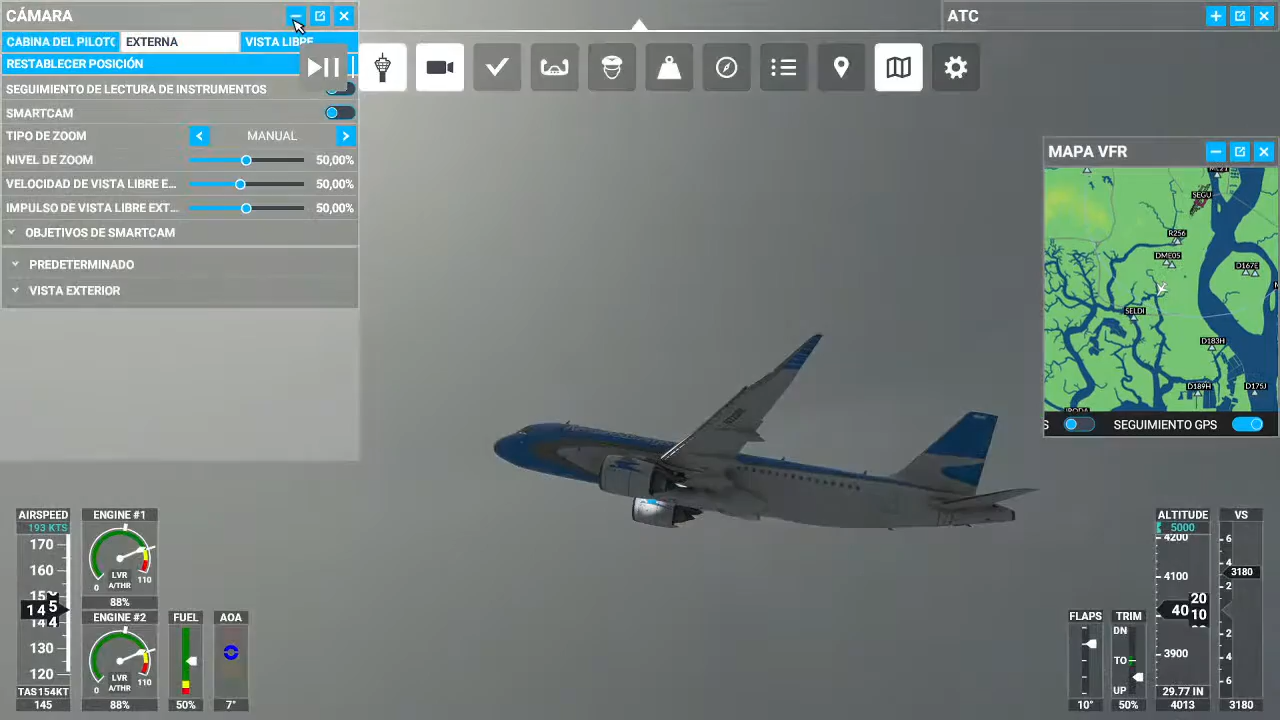 CÁMARA
CABINA DEL PILOTO EXTERNA VISTA LIBRE
RESTABLECER POSICIÓN
SEGUIMIENTO DE LECTURA DE INSTRUMENTOS
SMARTCAM
TIPO DE ZOOM MANUAL
NIVEL DE ZOOM 50,00%
VELOCIDAD DE VISTA LIBRE E... 50,00%
IMPULSO DE VISTA LIBRE EXT... 50,00%
OBJETIVOS DE SMARTCAM
PREDETERMINADO
VISTA EXTERIOR
ATC
MAPA VFR
SEGU
R256
DME05
D167E
SELDI
D183H
D189H D175J
S SEGUIMIENTO GPS
AIRSPEED
193 KTS
170
160
145
130
120
TAS154KT
145
ENGINE #1
LVR
A/THR
0 110
88%
ENGINE #2
LVR
A/THR
0 110
88%
FUEL
50%
AOA
7°
FLAPS
10°
TRIM
DN
TO
UP
50%
ALTITUDE
5000
4200
4100
40 20
10
3900
29.77 IN
4013
VS
6
4
3180
2
2
4
6
3180